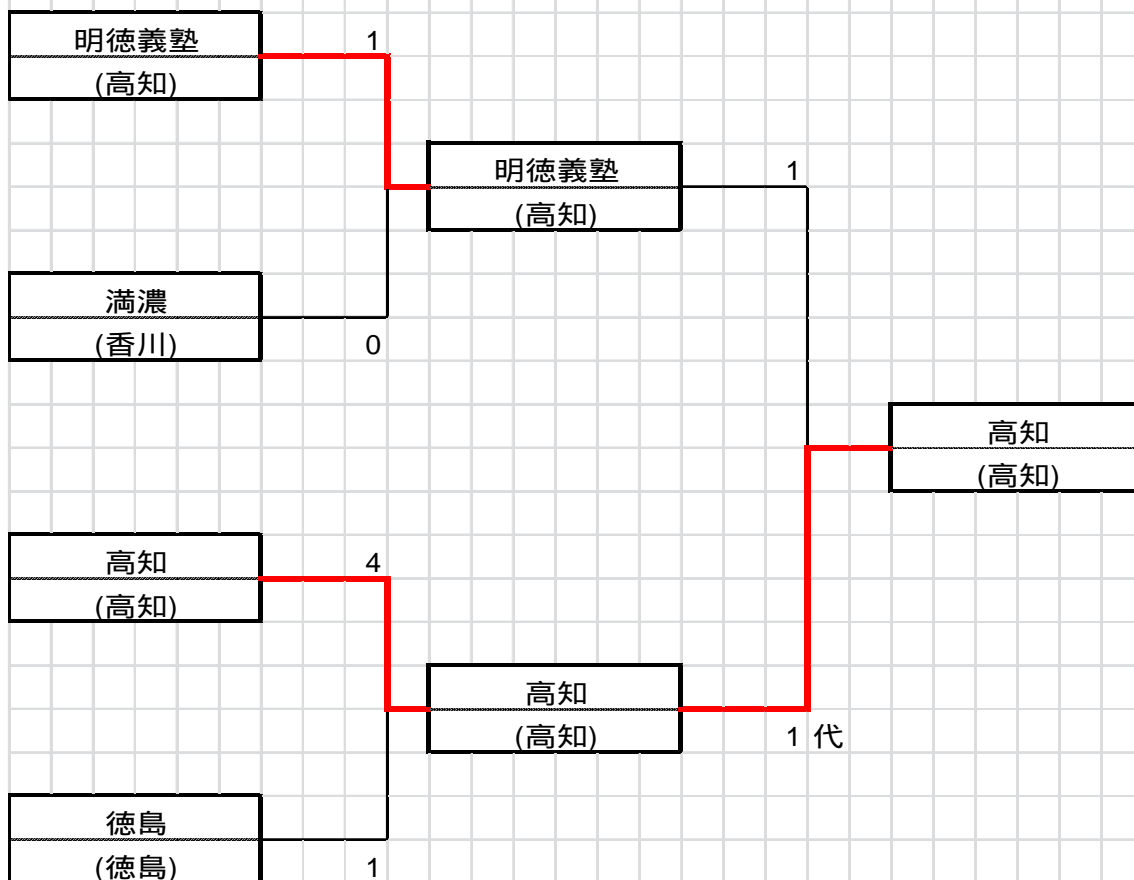 明徳義塾
(高知)
1
明徳義塾
(高知)
1
満濃
(香川)
0
高知
(高知)
高知
(高知)
4
高知
(高知)
1 代
徳島
(徳島)
1